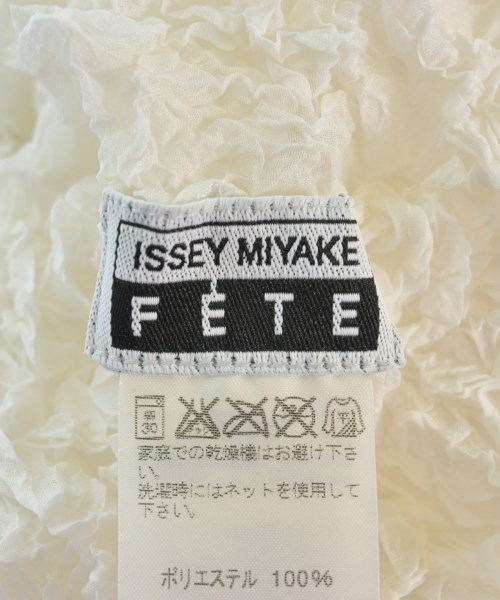 ISSEY MIYAKE
FÊTE
弱
30
家庭での乾燥機はお避け下さ
い。
洗濯時にはネットを使用して
下さい。
ポリエステル 100%